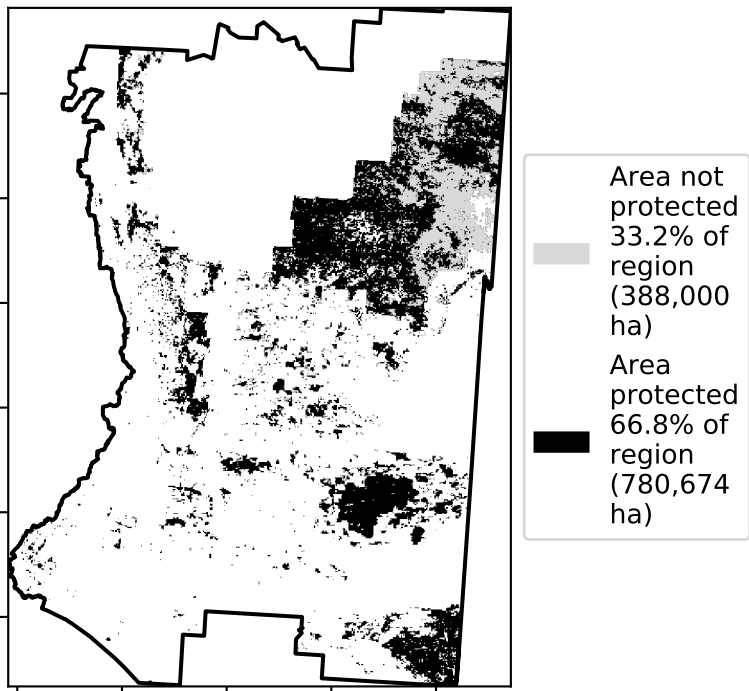 Area not
protected
33.2% of
region
(388,000
ha)
Area
protected
66.8% of
region
(780,674
ha)